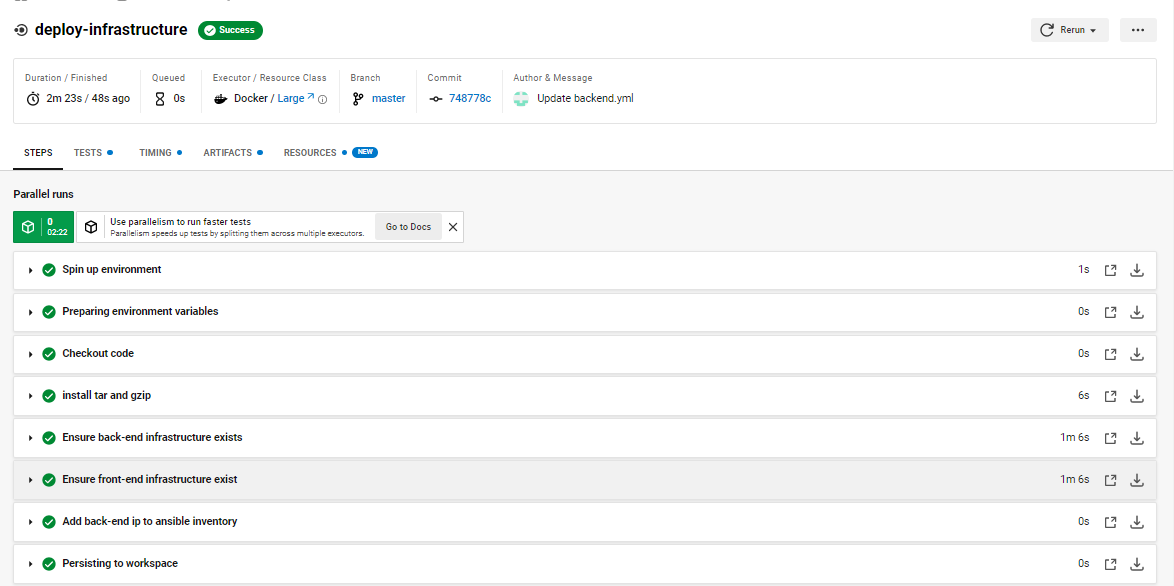 deploy-infrastructure Success Rerun
Duration / Finished Queued Executor / Resource Class Branch Commit Author & Message
2m 23s / 48s ago 0s Docker / Large master 748778c Update backend.yml
STEPS TESTS TIMING ARTIFACTS RESOURCES NEW
Parallel runs
0
02:22
Use parallelism to run faster tests
Parallelism speeds up tests by splitting them across multiple executors.
Go to Docs
Spin up environment 1s
Preparing environment variables 0s
Checkout code 0s
install tar and gzip 6s
Ensure back-end infrastructure exists 1m 6s
Ensure front-end infrastructure exist 1m 6s
Add back-end ip to ansible inventory 0s
Persisting to workspace 0s